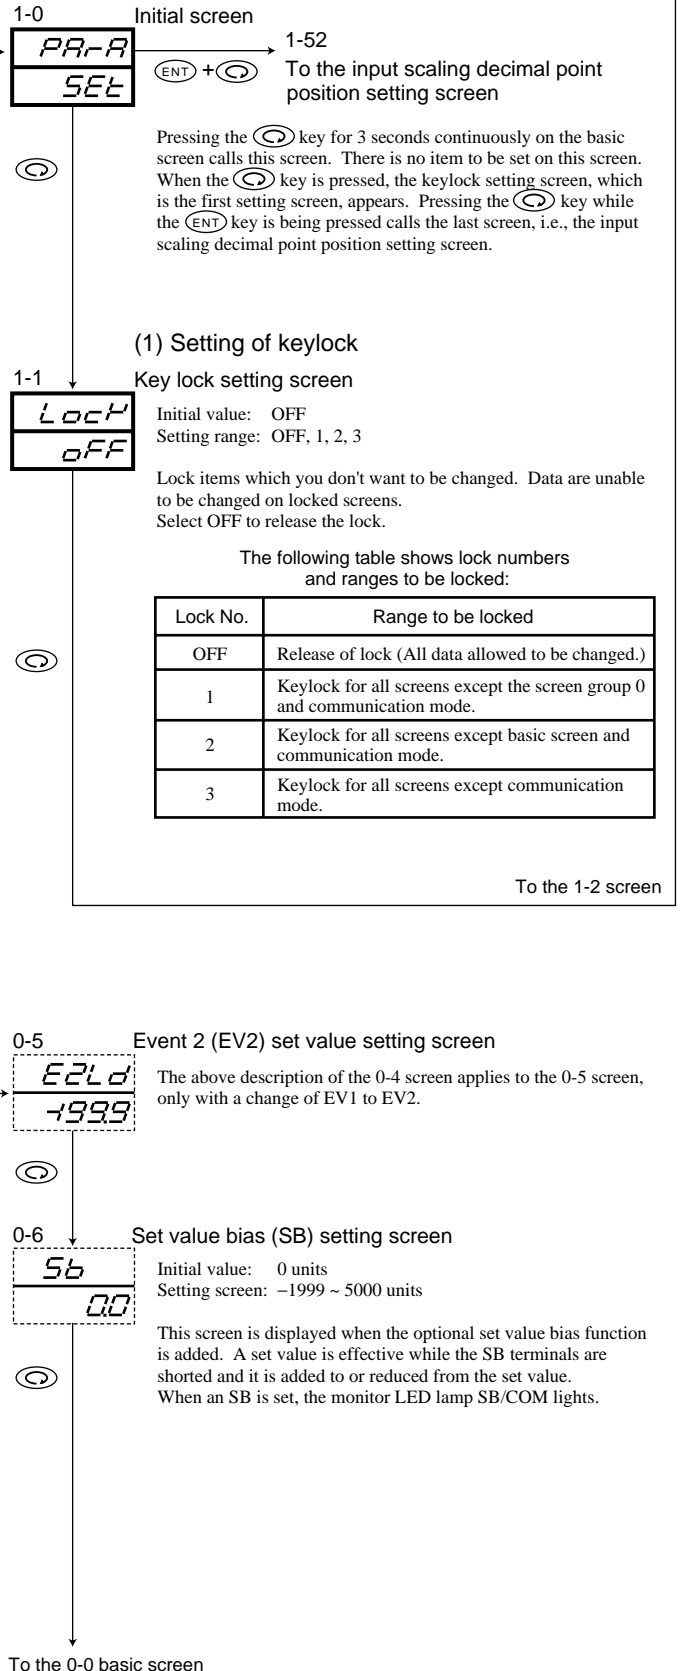 1-0
Initial screen
PArA
SEt
ENT +
1-52
To the input scaling decimal point
position setting screen
Pressing the key for 3 seconds continuously on the basic
screen calls this screen. There is no item to be set on this screen.
When the key is pressed, the keylock setting screen, which
is the first setting screen, appears. Pressing the key while
the ENT key is being pressed calls the last screen, i.e., the input
scaling decimal point position setting screen.
(1) Setting of keylock
1-1
Key lock setting screen
LocK
oFF
Initial value: OFF
Setting range: OFF, 1, 2, 3
Lock items which you don't want to be changed. Data are unable
to be changed on locked screens.
Select OFF to release the lock.
The following table shows lock numbers
and ranges to be locked:
Lock No. Range to be locked
OFF Release of lock (All data allowed to be changed.)
1 Keylock for all screens except the screen group 0
and communication mode.
2 Keylock for all screens except basic screen and
communication mode.
3 Keylock for all screens except communication
mode.
To the 1-2 screen
0-5
Event 2 (EV2) set value setting screen
E2Ld
-199.9
The above description of the 0-4 screen applies to the 0-5 screen,
only with a change of EV1 to EV2.
0-6
Set value bias (SB) setting screen
Sb
0.0
Initial value: 0 units
Setting screen: −1999 ~ 5000 units
This screen is displayed when the optional set value bias function
is added. A set value is effective while the SB terminals are
shorted and it is added to or reduced from the set value.
When an SB is set, the monitor LED lamp SB/COM lights.
To the 0-0 basic screen